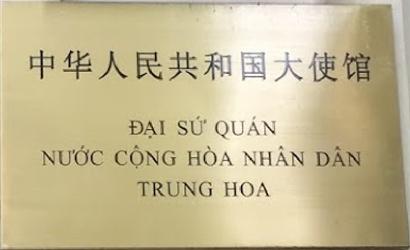 中华人民共和国大使馆
ĐẠI SỨ QUÁN
NƯỚC CỘNG HÒA NHÂN DÂN
TRUNG HOA